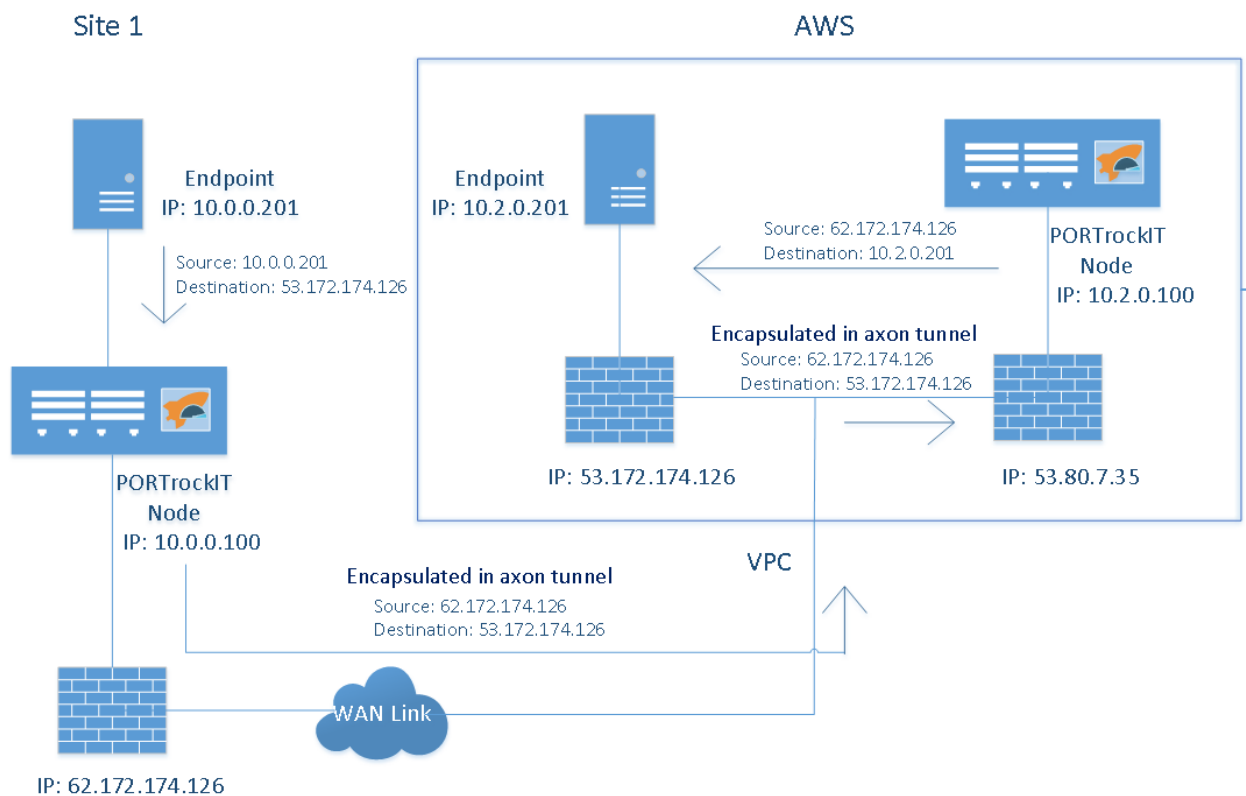 Site 1
AWS
Endpoint
IP: 10.0.0.201
Source: 10.0.0.201
Destination: 53.172.174.126
Endpoint
IP: 10.2.0.201
Source: 62.172.174.126
Destination: 10.2.0.201
PORTrockIT
Node
IP: 10.2.0.100
Encapsulated in axon tunnel
Source: 62.172.174.126
Destination: 53.172.174.126
IP: 53.172.174.126
IP: 53.80.7.35
PORTrockIT
Node
IP: 10.0.0.100
VPC
Encapsulated in axon tunnel
Source: 62.172.174.126
Destination: 53.172.174.126
WAN Link
IP: 62.172.174.126